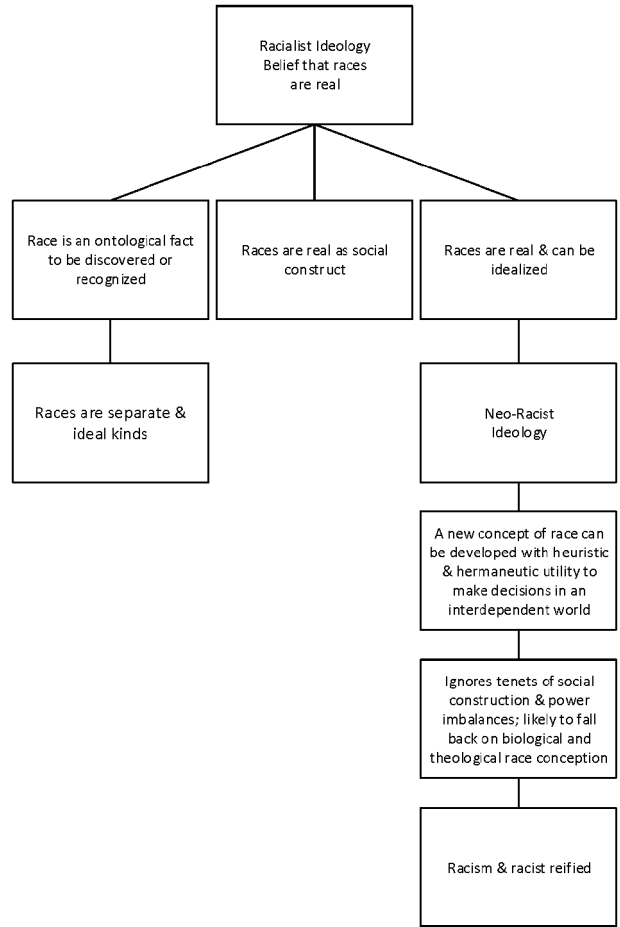 Racialist Ideology
Belief that races
are real
Race is an ontological fact
to be discovered or
recognized
Races are real as social
construct
Races are real & can be
idealized
Races are separate &
ideal kinds
Neo-Racist
Ideology
A new concept of race can
be developed with heuristic
& hermaneutic utility to
make decisions in an
interdependent world
Ignores tenets of social
construction & power
imbalances; likely to fall
back on biological and
theological race conception
Racism & racist reified